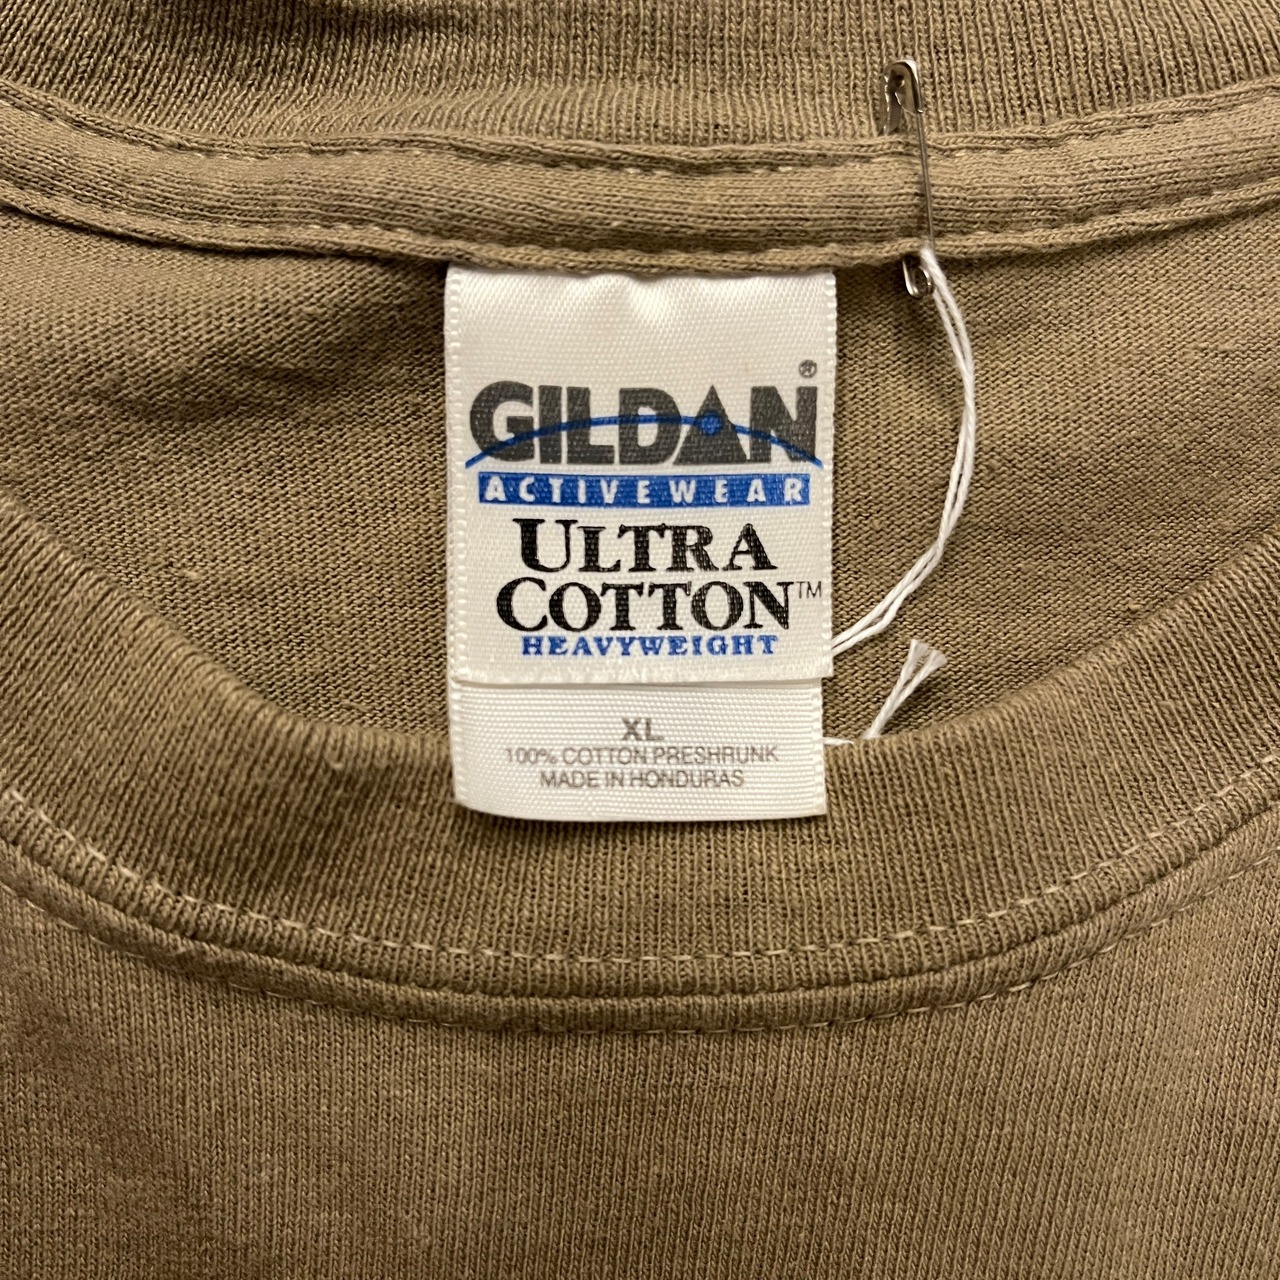 GILDAN®
ACTIVEWEAR
ULTRA
COTTON™
HEAVYWEIGHT
XL
100% COTTON PRESHRUNK
MADE IN HONDURAS